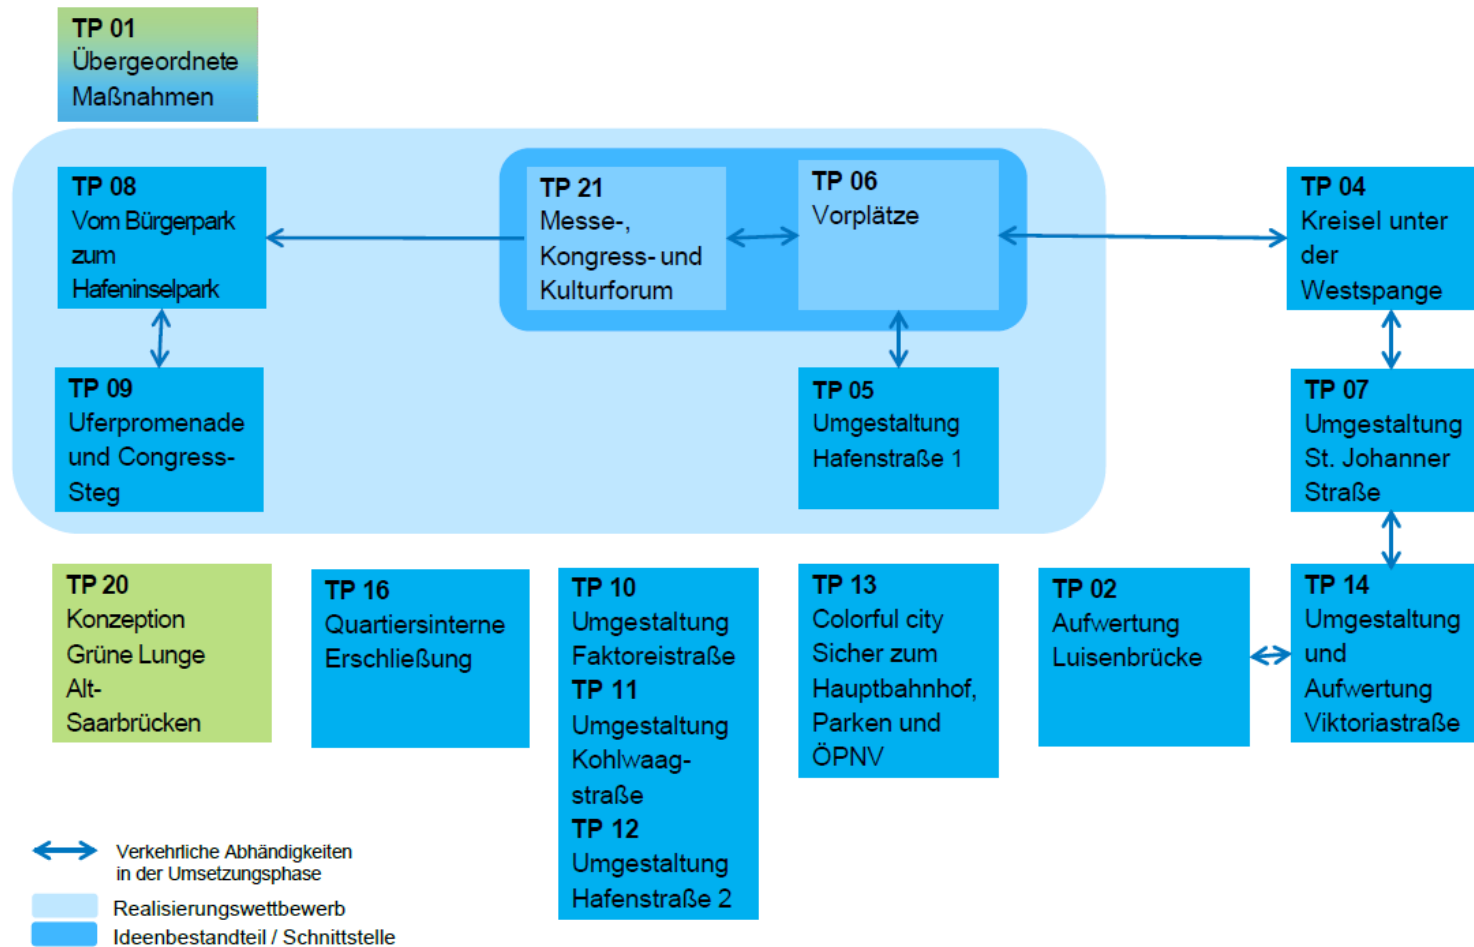 TP 01
Übergeordnete
Maßnahmen
TP 08
Vom Bürgerpark
zum
Hafeninselpark
TP 21
Messe-,
Kongress- und
Kulturforum
TP 06
Vorplätze
TP 04
Kreisel unter
der
Westspange
TP 09
Uferpromenade
und Congress-
Steg
TP 05
Umgestaltung
Hafenstraße 1
TP 07
Umgestaltung
St. Johanner
Straße
TP 20
Konzeption
Grüne Lunge
Alt-
Saarbrücken
TP 16
Quartiersinterne
Erschließung
TP 10
Umgestaltung
Faktoreistraße
TP 11
Umgestaltung
Kohlwaag-
straße
TP 12
Umgestaltung
Hafenstraße 2
TP 13
Colorful city
Sicher zum
Hauptbahnhof,
Parken und
ÖPNV
TP 02
Aufwertung
Luisenbrücke
TP 14
Umgestaltung
und
Aufwertung
Viktoriastraße
Verkehrliche Abhändigkeiten
in der Umsetzungsphase
Realisierungswettbewerb
Ideenbestandteil / Schnittstelle